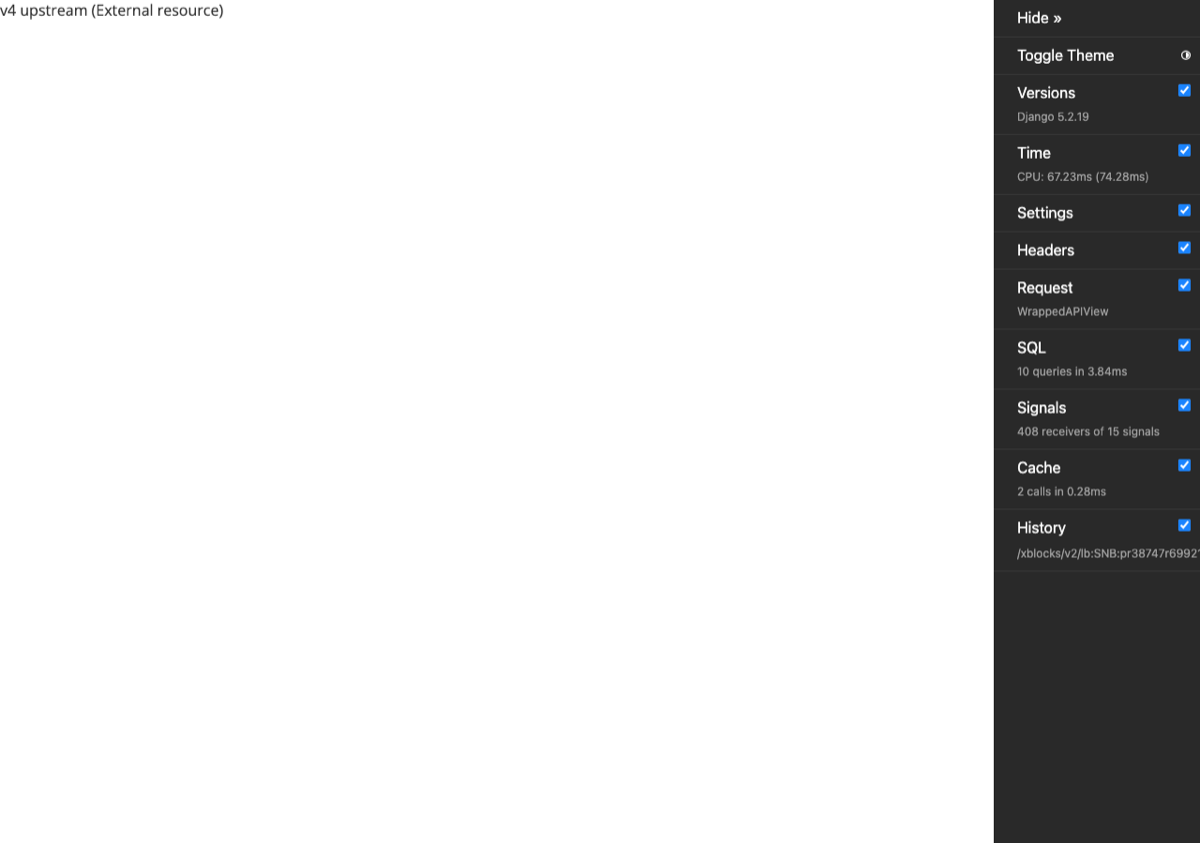 v4 upstream (External resource)
Hide »
Toggle Theme
Versions
Django 5.2.19
Time
CPU: 67.23ms (74.28ms)
Settings
Headers
Request
WrappedAPIView
SQL
10 queries in 3.84ms
Signals
408 receivers of 15 signals
Cache
2 calls in 0.28ms
History
/xblocks/v2/lb:SNB:pr38747r6992